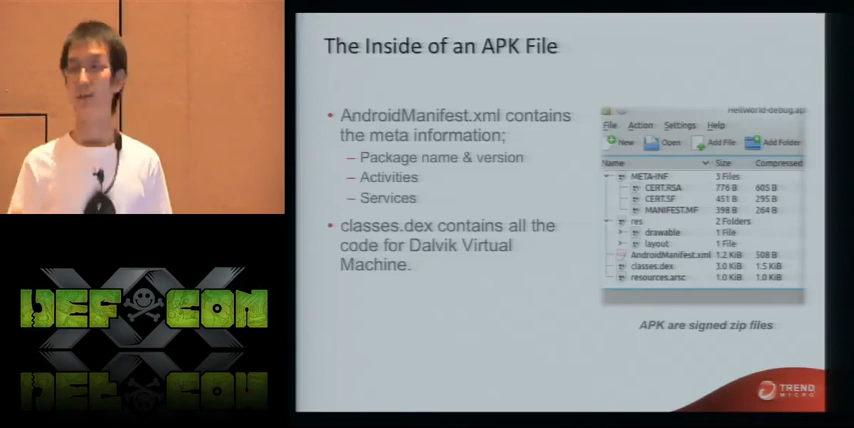 The Inside of an APK File
• AndroidManifest.xml contains
the meta information;
– Package name & version
– Activities
– Services
• classes.dex contains all the
code for Dalvik Virtual
Machine.
HellWorld-debug.ap
File Action Settings Help
New Open Add File Add Folder
Name Size Compressed
META-INF 3 Files
CERT.RSA 776 B 605 B
CERT.SF 451 B 295 B
MANIFEST.MF 398 B 264 B
res 2 Folders
drawable 1 File
layout 1 File
AndroidManifest.xml 1.2 KiB 508 B
classes.dex 3.0 KiB 1.5 KiB
resources.arsc 1.0 KiB 1.0 KiB
APK are signed zip files
DEF CON
XX
TREND
MICRO